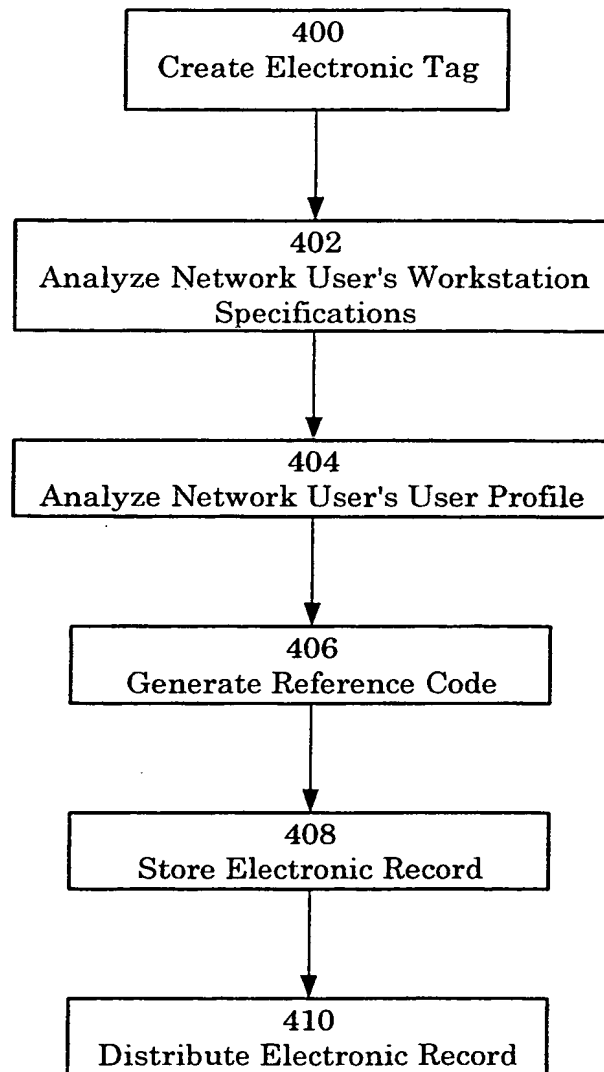 400
Create Electronic Tag
402
Analyze Network User's Workstation
Specifications
404
Analyze Network User's User Profile
406
Generate Reference Code
408
Store Electronic Record
410
Distribute Electronic Record